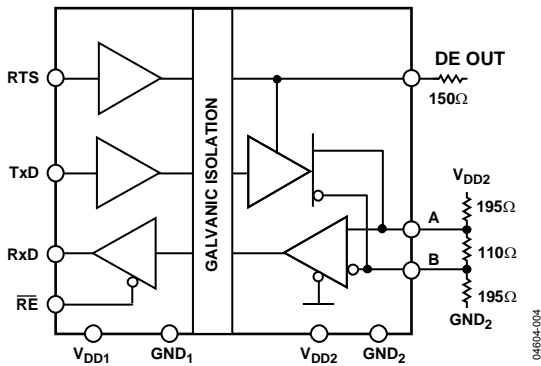 RTS
DE OUT
150Ω
GALVANIC ISOLATION
TxD
VDD2
195Ω
A
RxD
110Ω
B
RE
195Ω
GND2
VDD1
GND1
VDD2
GND2
04604-004